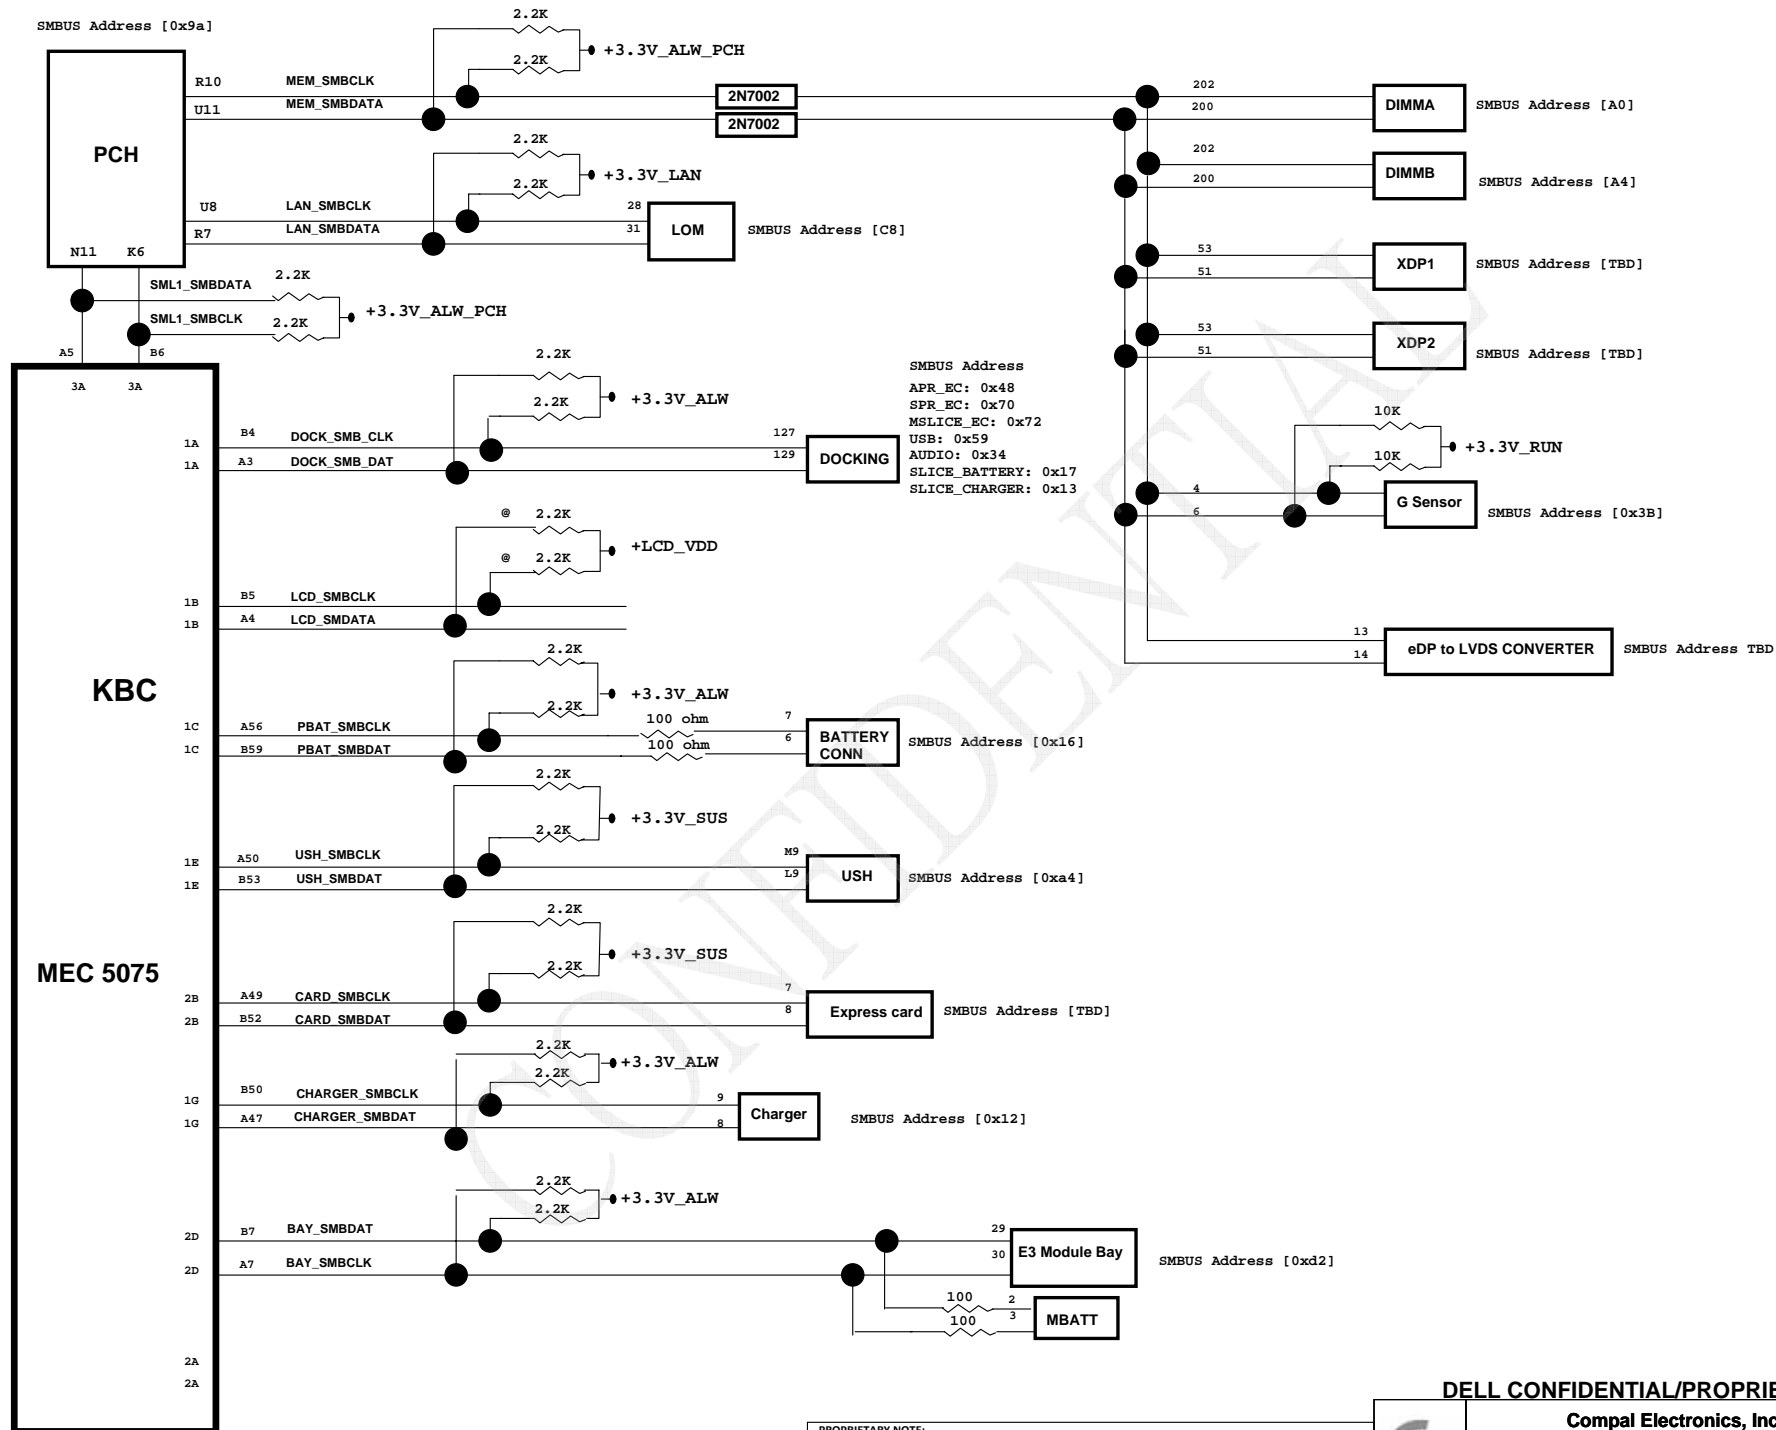 SMBUS Address [0x9a]
PCH
R10 MEM_SMBCLK
U11 MEM_SMBDATA
2.2K
2.2K
+3.3V_ALW_PCH
2N7002
2N7002
202
200
DIMMA
SMBUS Address [A0]
202
200
DIMMB
SMBUS Address [A4]
U8 LAN_SMBCLK
R7 LAN_SMBDATA
2.2K
2.2K
+3.3V_LAN
28
31
LOM
SMBUS Address [C8]
53
51
XDP1
SMBUS Address [TBD]
53
51
XDP2
SMBUS Address [TBD]
N11 K6
SML1_SMBDATA
SML1_SMBCLK
2.2K
2.2K
+3.3V_ALW_PCH
A5 B6
3A 3A
KBC
MEC 5075
1A B4 DOCK_SMB_CLK
1A A3 DOCK_SMB_DAT
2.2K
2.2K
+3.3V_ALW
127
129
DOCKING
SMBUS Address
APR_EC: 0x48
SPR_EC: 0x70
MSLICE_EC: 0x72
USB: 0x59
AUDIO: 0x34
SLICE_BATTERY: 0x17
SLICE_CHARGER: 0x13
10K
10K
+3.3V_RUN
4
6
G Sensor
SMBUS Address [0x3B]
@ 2.2K
@ 2.2K
+LCD_VDD
1B B5 LCD_SMBCLK
1B A4 LCD_SMDATA
13
14
eDP to LVDS CONVERTER
SMBUS Address TBD
2.2K
2.2K
+3.3V_ALW
1C A56 PBAT_SMBCLK
1C B59 PBAT_SMBDAT
100 ohm
100 ohm
7
6
BATTERY
CONN
SMBUS Address [0x16]
2.2K
2.2K
+3.3V_SUS
1E A50 USH_SMBCLK
1E B53 USH_SMBDAT
M9
L9
USH
SMBUS Address [0xa4]
2.2K
2.2K
+3.3V_SUS
2B A49 CARD_SMBCLK
2B B52 CARD_SMBDAT
7
8
Express card
SMBUS Address [TBD]
2.2K
2.2K
+3.3V_ALW
1G B50 CHARGER_SMBCLK
1G A47 CHARGER_SMBDAT
9
8
Charger
SMBUS Address [0x12]
2.2K
2.2K
+3.3V_ALW
2D B7 BAY_SMBDAT
2D A7 BAY_SMBCLK
29
30
E3 Module Bay
SMBUS Address [0xd2]
100
100
2
3
MBATT
2A
2A
CONFIDENTIAL
DELL CONFIDENTIAL/PROPRIE
PROPRIETARY NOTE:
Compal Electronics, Inc